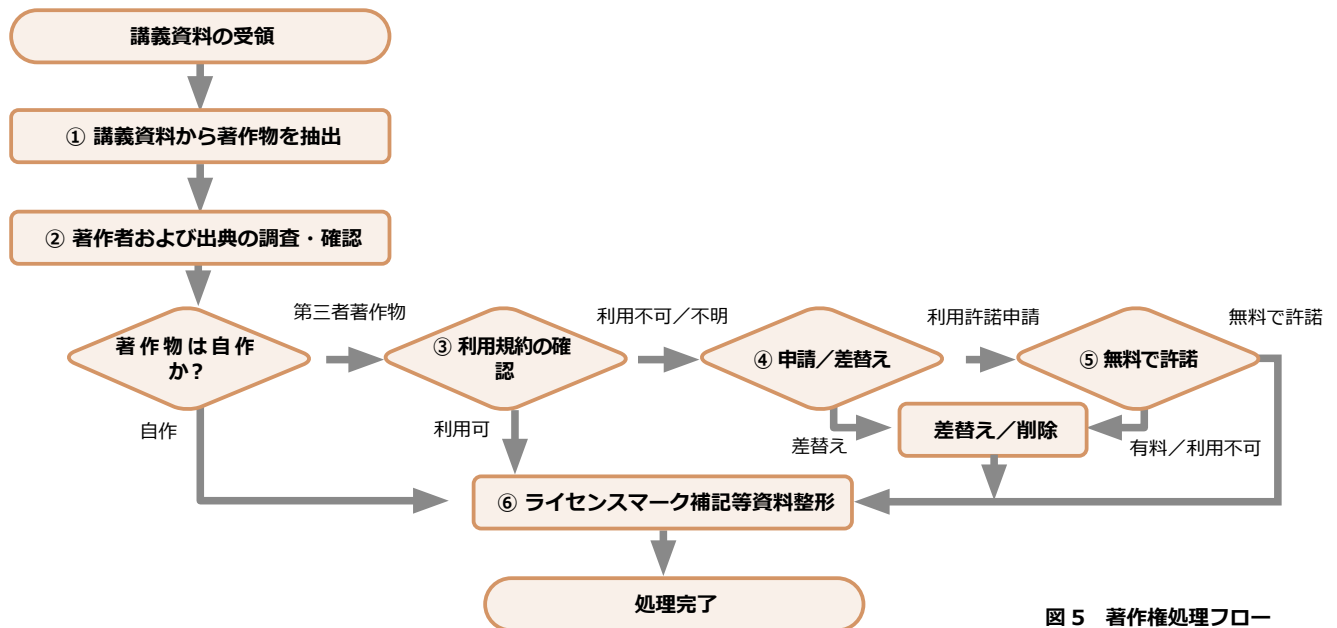 講義資料の受領
① 講義資料から著作物を抽出
② 著作者および出典の調査・確認
著作物は自作
か？
第三者著作物
③ 利用規約の確
認
利用不可／不明
④ 申請／差替え
利用許諾申請
⑤ 無料で許諾
無料で許諾
自作
利用可
差替え
差替え／削除
有料／利用不可
⑥ ライセンスマーク補記等資料整形
処理完了
図 5　著作権処理フロー